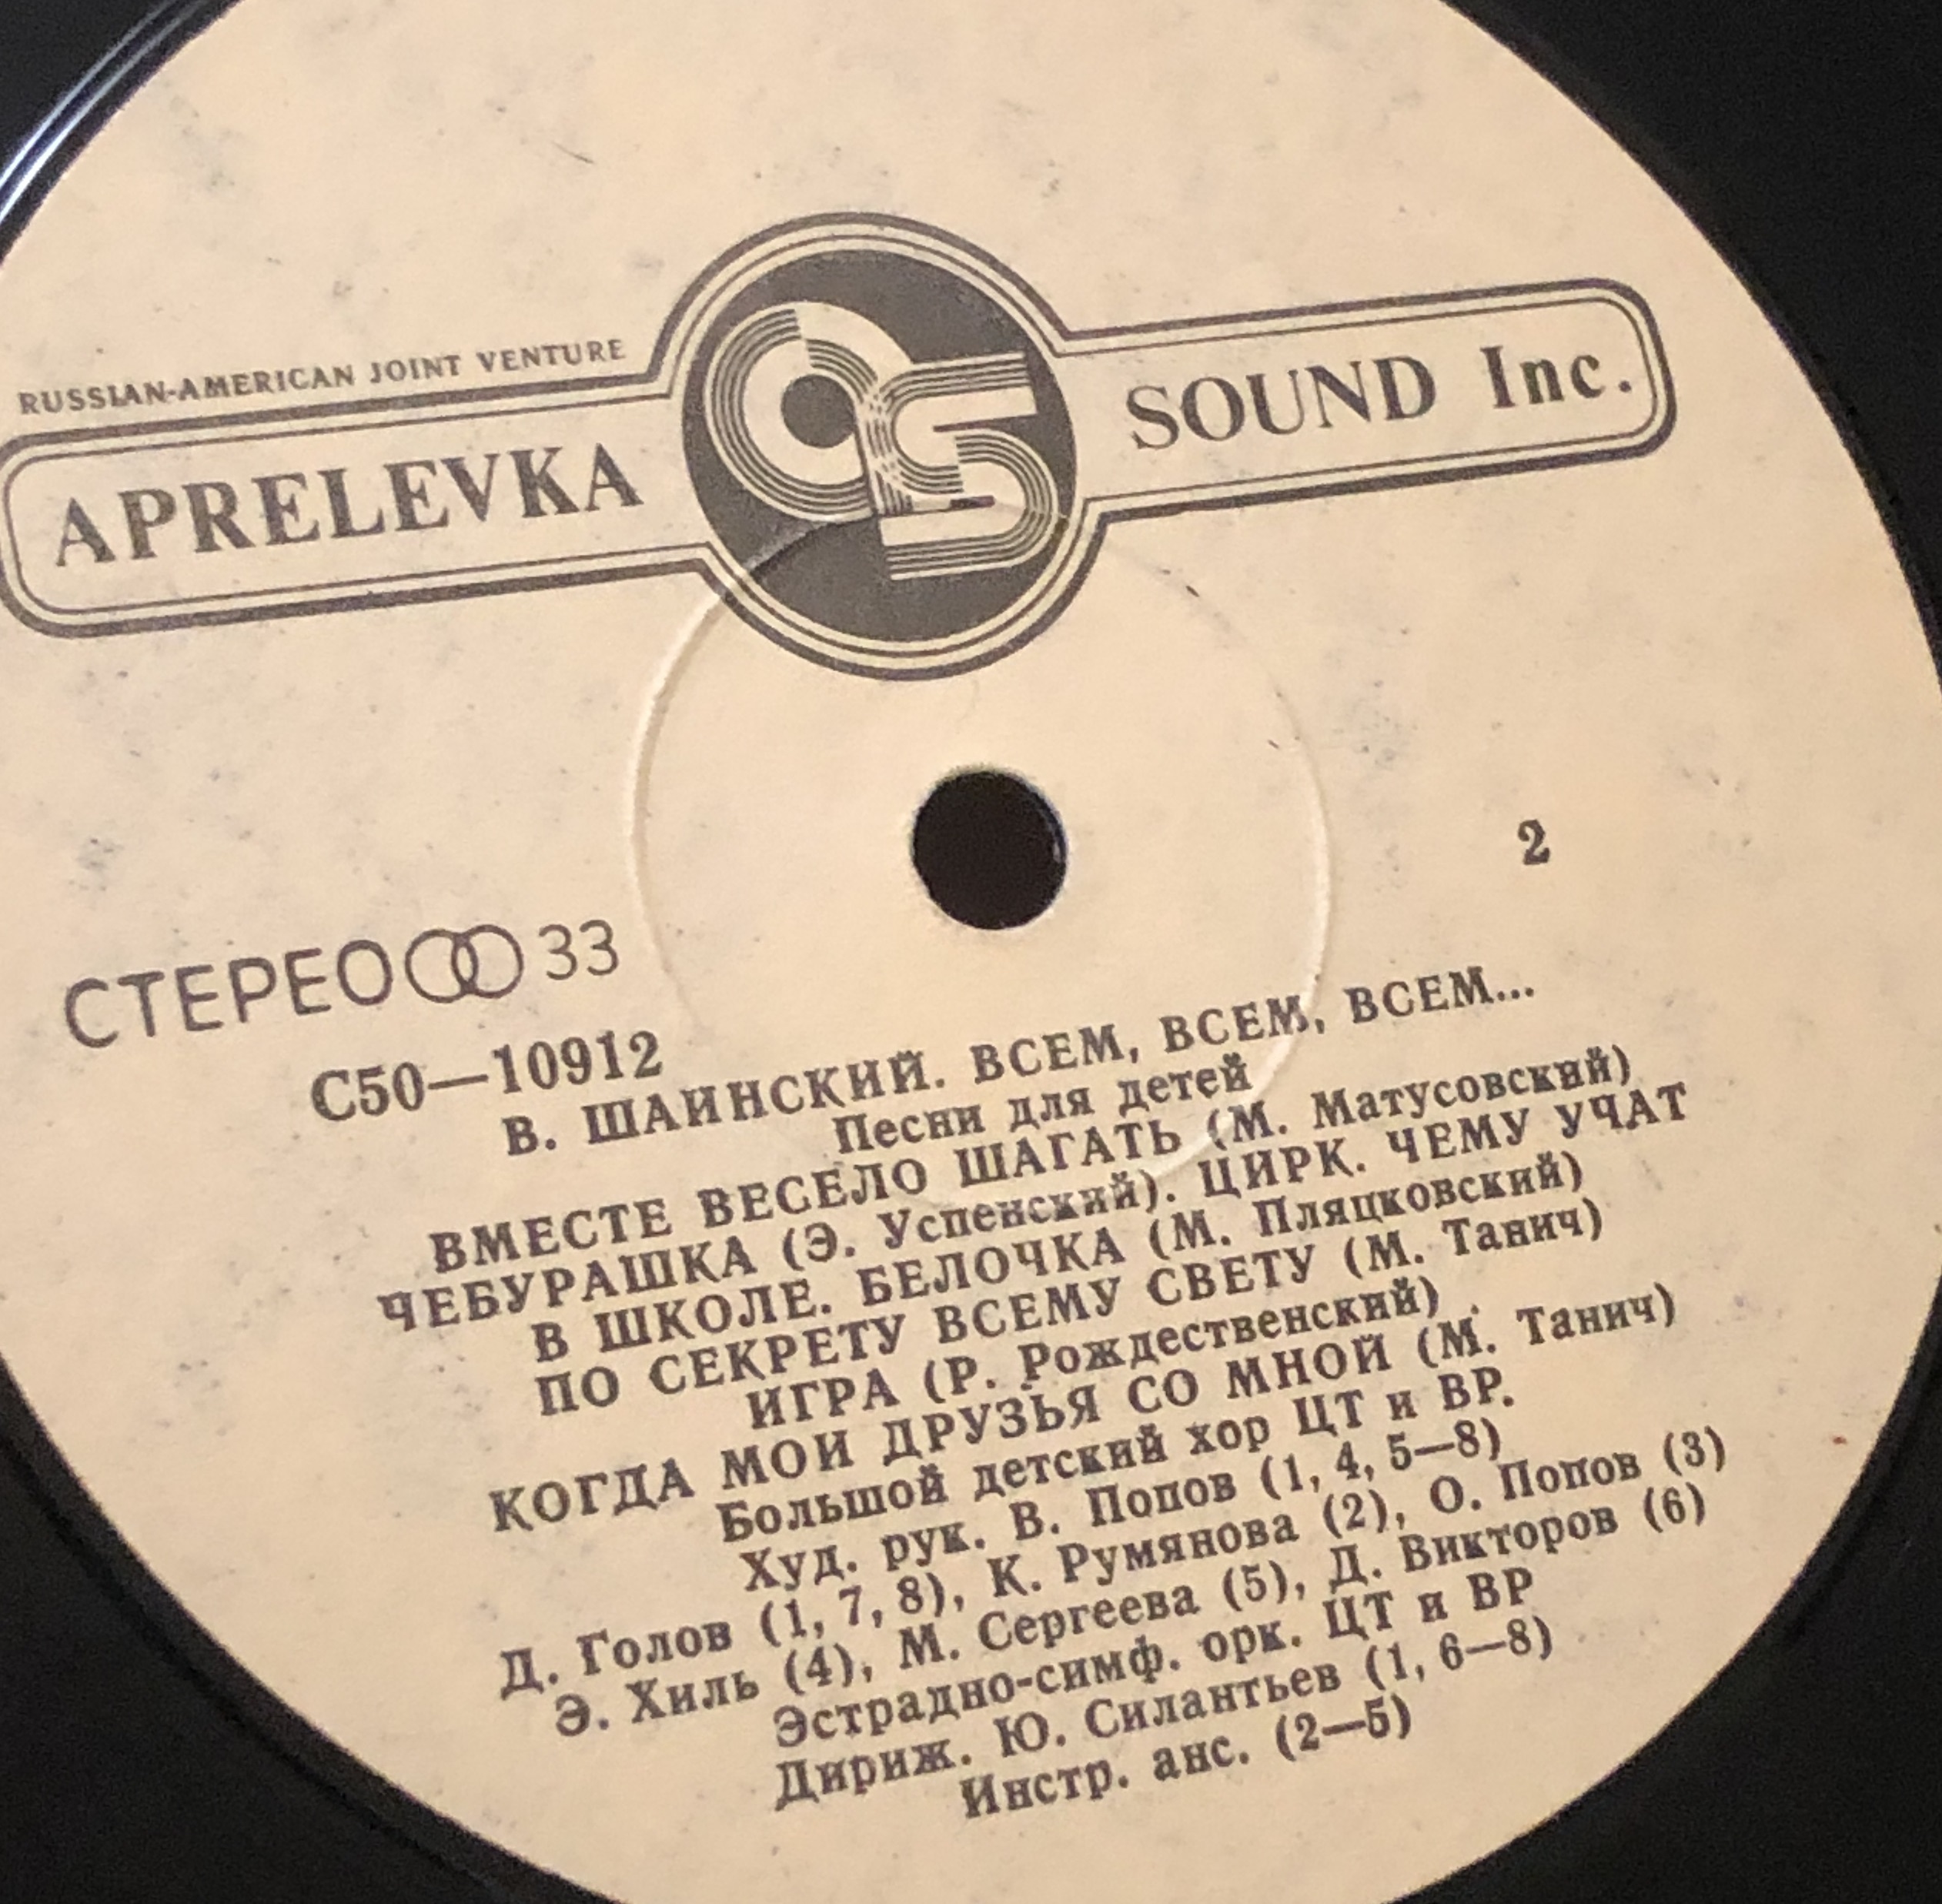 RUSSIAN-AMERICAN JOINT VENTURE
APRELEVKA SOUND Inc.
2
СТЕРЕО 33
С50—10912
В. ШАИНСКИЙ. ВСЕМ, ВСЕМ, ВСЕМ...
Песни для детей
ВМЕСТЕ ВЕСЕЛО ШАГАТЬ (М. Матусовский)
ЧЕБУРАШКА (Э. Успенский). ЦИРК. ЧЕМУ УЧАТ
В ШКОЛЕ. БЕЛОЧКА (М. Пляцковский)
ПО СЕКРЕТУ ВСЕМУ СВЕТУ (М. Танич)
ИГРА (Р. Рождественский)
КОГДА МОИ ДРУЗЬЯ СО МНОЙ (М. Танич)
Большой детский хор ЦТ и ВР.
Худ. рук. В. Попов (1, 4, 5—8)
Д. Голов (1, 7, 8), К. Румянова (2), О. Попов (3)
Э. Хиль (4), М. Сергеева (5), Д. Викторов (6)
Эстрадно-симф. орк. ЦТ и ВР
Дириж. Ю. Силантьев (1, 6—8)
Инстр. анс. (2—5)